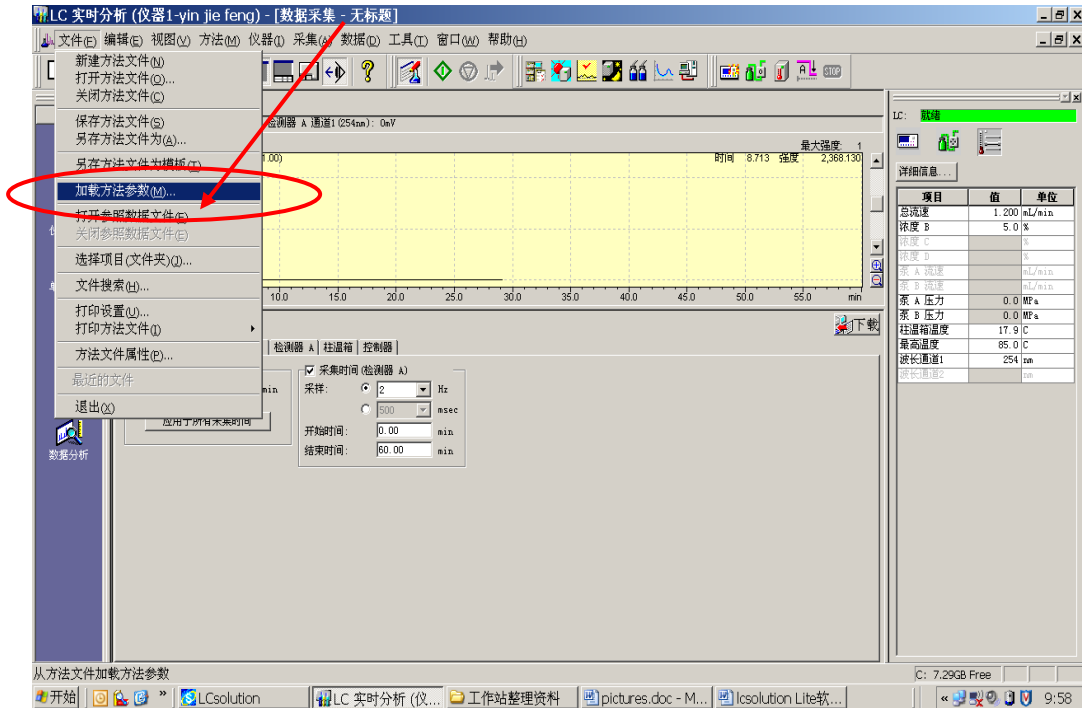 LC 实时分析 (仪器1-yin jie feng) - [数据采集 - 无标题]
文件(F) 编辑(E) 视图(V) 方法(M) 仪器(I) 采集(A) 数据(D) 工具(T) 窗口(W) 帮助(H)
新建方法文件(N)
打开方法文件(O)...
关闭方法文件(C)
保存方法文件(S)
另存方法文件为(A)...
另存方法文件为模板(T)...
加载方法参数(M)...
打开参照数据文件(F)...
关闭参照数据文件(E)
选择项目(文件夹)(J)...
文件搜索(H)...
打印设置(U)...
打印方法文件(I)
方法文件属性(P)...
最近的文件
退出(X)
检测器 A 通道1(254nm): 0mV
1.00)
最大强度: 1
时间 8.713 强度 2,368.130
10.0 15.0 20.0 25.0 30.0 35.0 40.0 45.0 50.0 55.0 min
下载
检测器 A 柱温箱 控制器
采集时间(检测器 A)
min
采样: 2 Hz
500 msec
应用于所有采集时间
开始时间: 0.00 min
结束时间: 60.00 min
数据分析
LC: 就绪
详细信息...
项目 值 单位
总流速 1.200 mL/min
浓度 B 5.0 %
浓度 C %
浓度 D %
泵 A 流速 mL/min
泵 B 流速 mL/min
泵 A 压力 0.0 MPa
泵 B 压力 0.0 MPa
柱温箱温度 17.9 C
最高温度 85.0 C
波长通道1 254 nm
波长通道2 nm
从方法文件加载方法参数
C: 7.29GB Free
开始 » LCsolution LC 实时分析 (仪... 工作站整理资料 pictures.doc - M... lcsolution Lite软... « 9:58